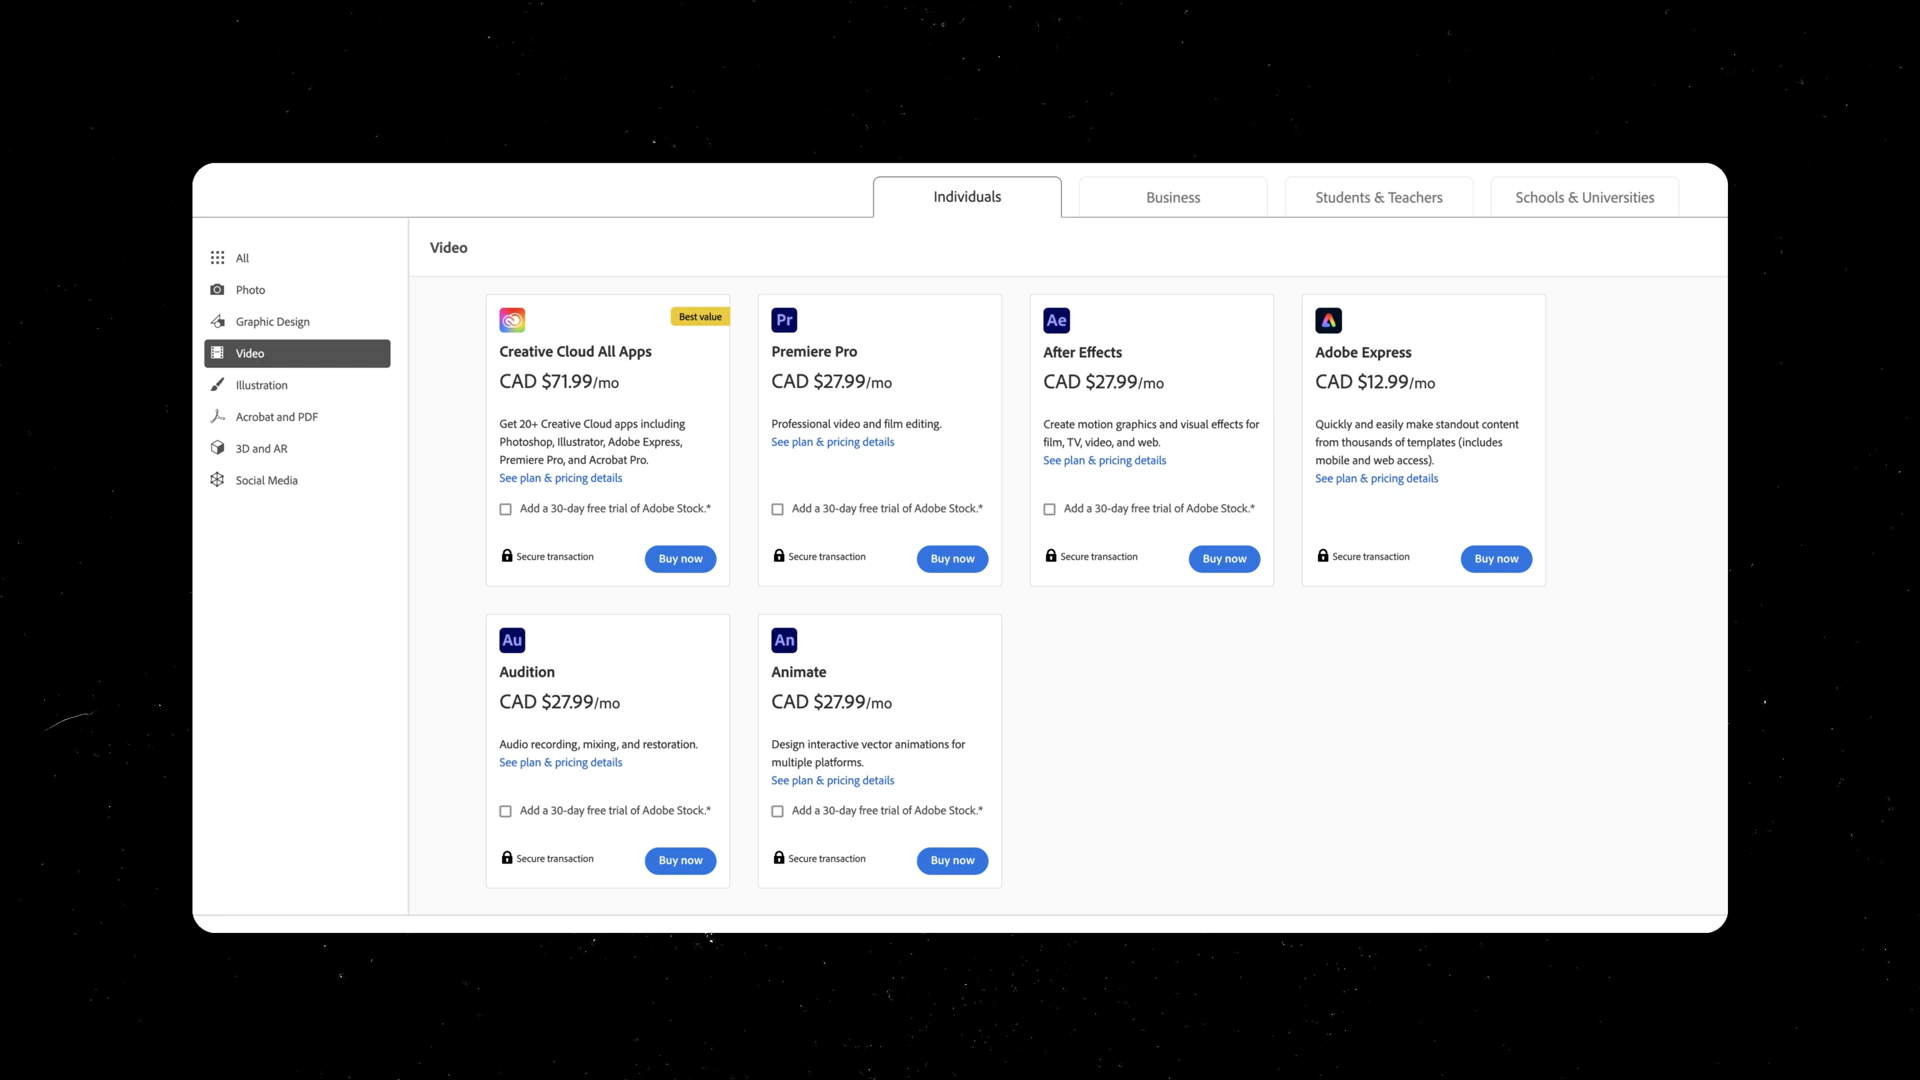 Individuals
Business
Students & Teachers
Schools & Universities
All
Photo
Graphic Design
Video
Illustration
Acrobat and PDF
3D and AR
Social Media
Video
Best value
Creative Cloud All Apps
CAD $71.99/mo
Get 20+ Creative Cloud apps including
Photoshop, Illustrator, Adobe Express,
Premiere Pro, and Acrobat Pro.
See plan & pricing details
Add a 30-day free trial of Adobe Stock.*
Secure transaction
Buy now
Pr
Premiere Pro
CAD $27.99/mo
Professional video and film editing.
See plan & pricing details
Add a 30-day free trial of Adobe Stock.*
Secure transaction
Buy now
Ae
After Effects
CAD $27.99/mo
Create motion graphics and visual effects for
film, TV, video, and web.
See plan & pricing details
Add a 30-day free trial of Adobe Stock.*
Secure transaction
Buy now
Adobe Express
CAD $12.99/mo
Quickly and easily make standout content
from thousands of templates (includes
mobile and web access).
See plan & pricing details
Secure transaction
Buy now
Au
Audition
CAD $27.99/mo
Audio recording, mixing, and restoration.
See plan & pricing details
Add a 30-day free trial of Adobe Stock.*
Secure transaction
Buy now
An
Animate
CAD $27.99/mo
Design interactive vector animations for
multiple platforms.
See plan & pricing details
Add a 30-day free trial of Adobe Stock.*
Secure transaction
Buy now